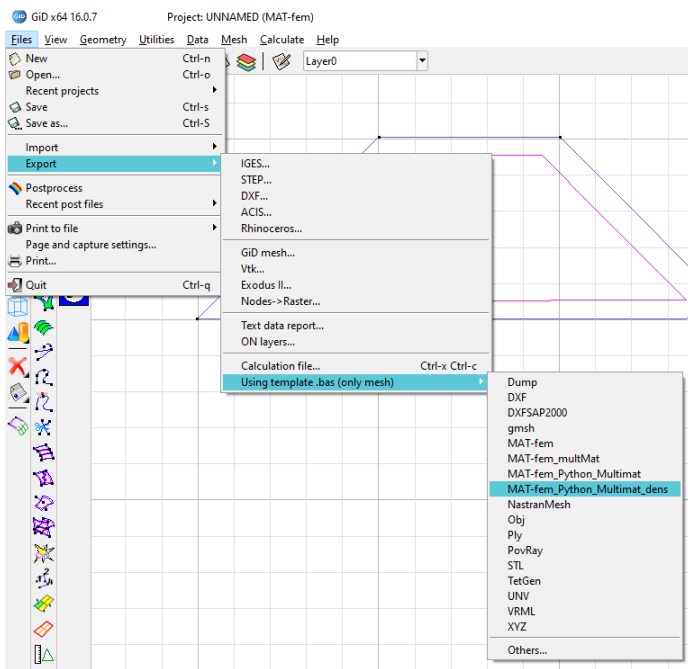 GiD GiD x64 16.0.7 Project: UNNAMED (MAT-fem)
Files View Geometry Utilities Data Mesh Calculate Help
New Ctrl-n
Layer0
Open... Ctrl-o
Recent projects
Save Ctrl-s
Save as... Ctrl-S
Import
Export
IGES...
STEP...
DXF...
ACIS...
Rhinoceros...
GiD mesh...
Vtk...
Exodus II...
Nodes->Raster...
Text data report...
ON layers...
Calculation file... Ctrl-x Ctrl-c
Using template .bas (only mesh)
Postprocess
Recent post files
Print to file
Page and capture settings...
Print...
Quit Ctrl-q
Dump
DXF
DXFSAP2000
gmsh
MAT-fem
MAT-fem_multMat
MAT-fem_Python_Multimat
MAT-fem_Python_Multimat_dens
NastranMesh
Obj
Ply
PovRay
STL
TetGen
UNV
VRML
XYZ
Others...